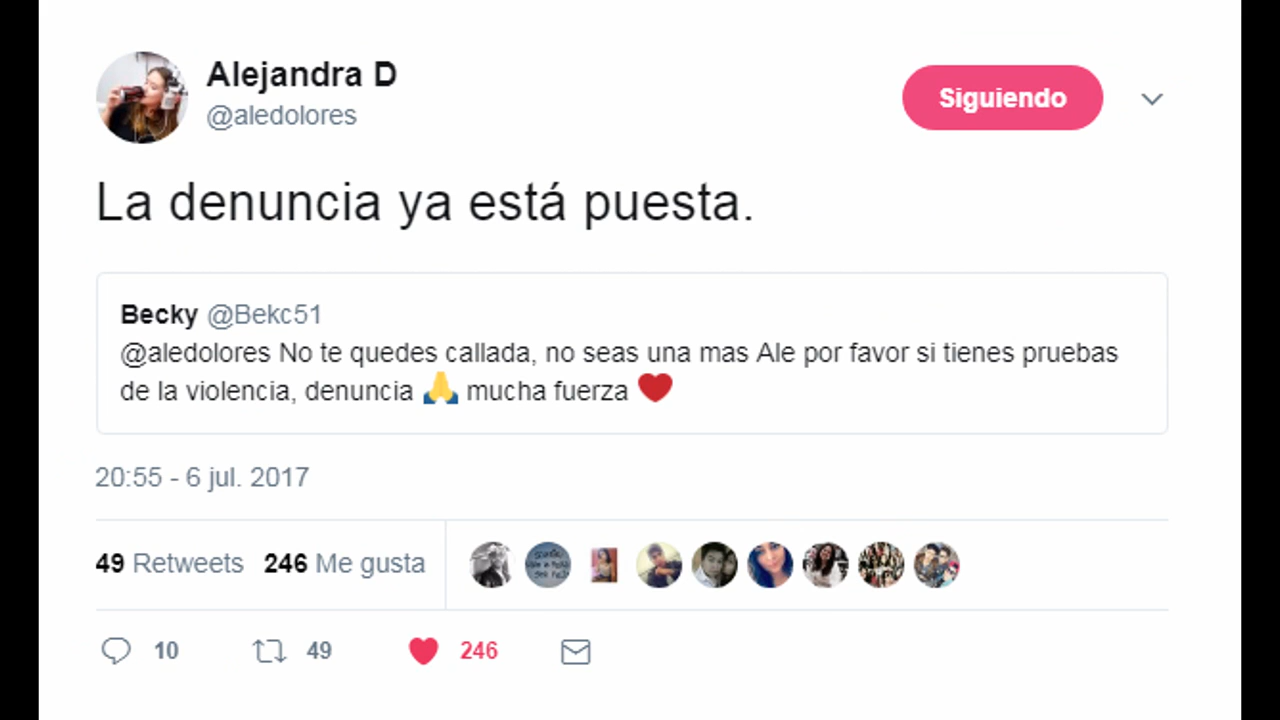 Alejandra D
@aledolores
Siguiendo
La denuncia ya está puesta.
Becky @Bekc51
@aledolores No te quedes callada, no seas una mas Ale por favor si tienes pruebas
de la violencia, denuncia 🙏 mucha fuerza ❤
20:55 - 6 jul. 2017
49 Retweets 246 Me gusta
10 49 246